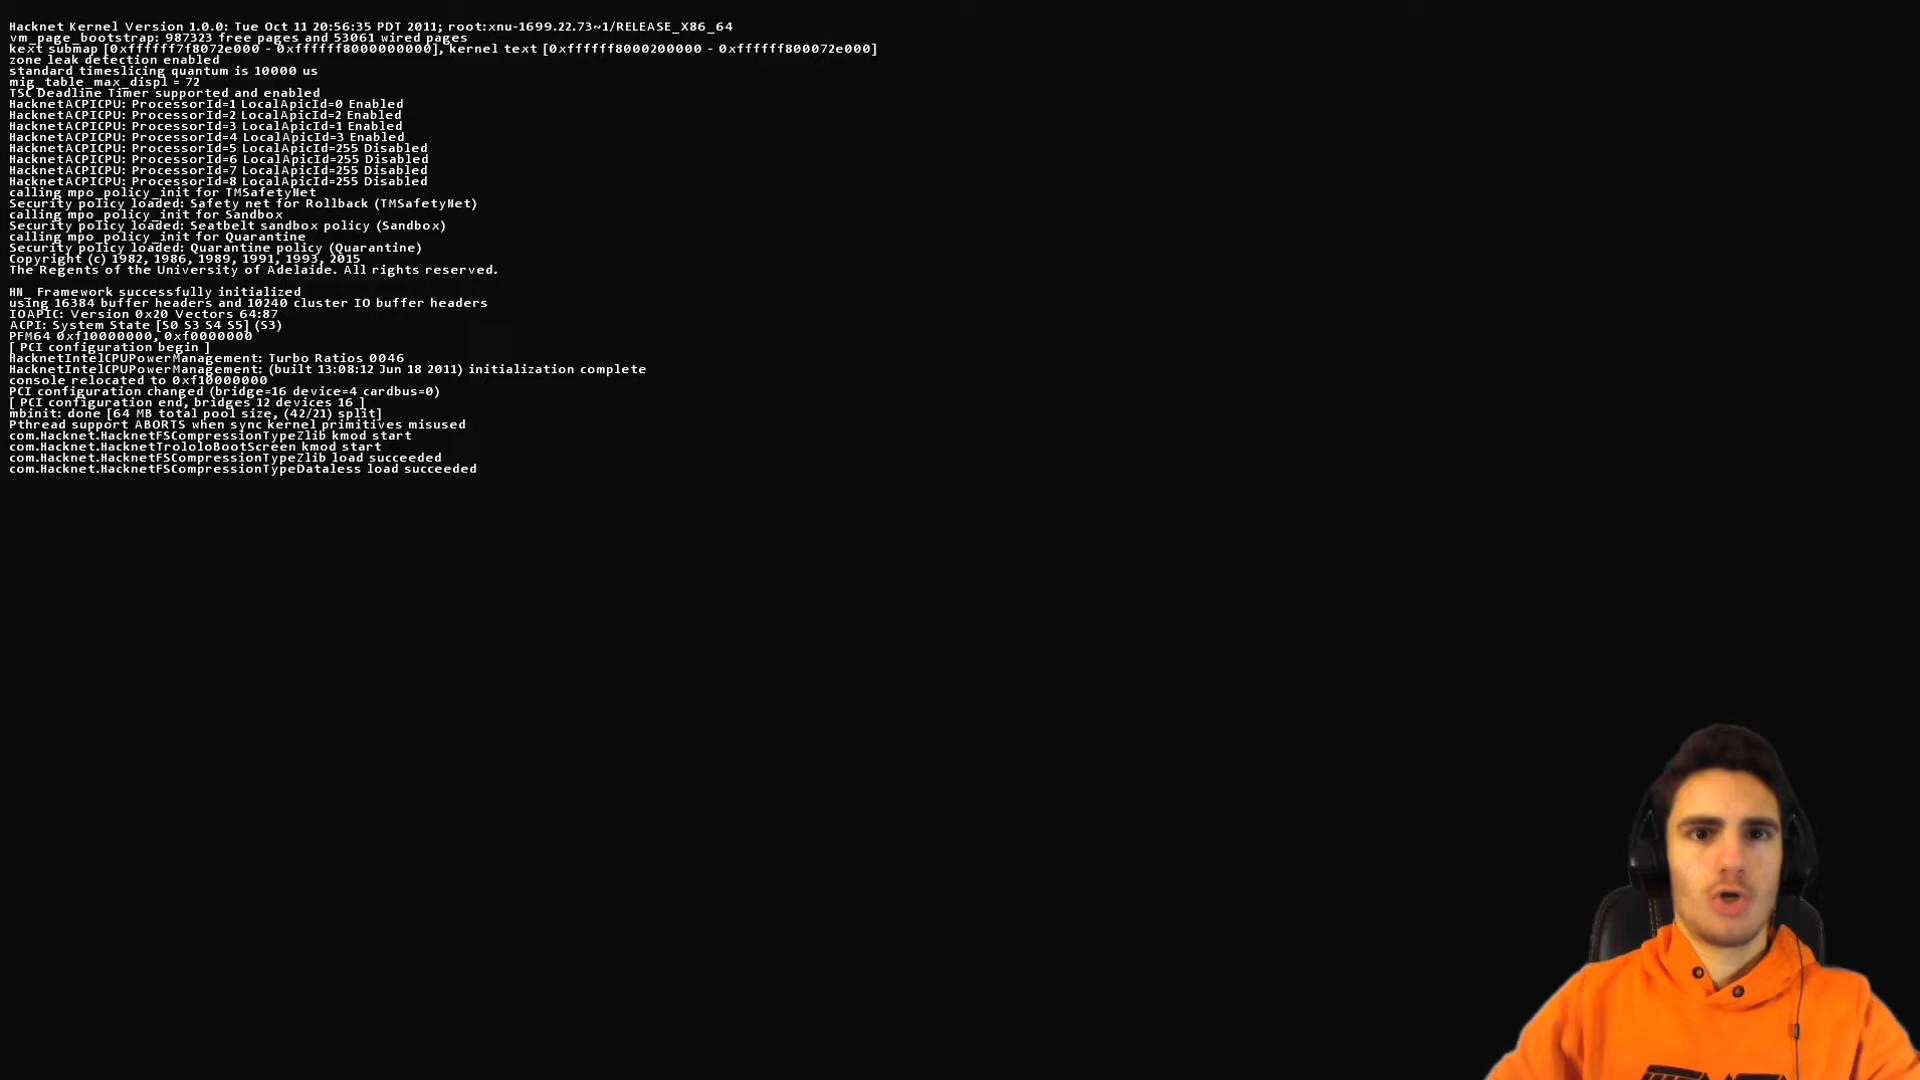 Hacknet Kernel Version 1.0.0: Tue Oct 11 20:56:35 PDT 2011; root:xnu-1699.22.73~1/RELEASE_X86_64
vm_page_bootstrap: 987323 free pages and 53061 wired pages
kext submap [0xffffff7f8072e000 - 0xffffff8000000000], kernel text [0xffffff8000200000 - 0xffffff800072e000]
zone leak detection enabled
standard timeslicing quantum is 10000 us
mig_table_max_displ = 72
TSC Deadline Timer supported and enabled
HacknetACPICPU: ProcessorId=1 LocalApicId=0 Enabled
HacknetACPICPU: ProcessorId=2 LocalApicId=2 Enabled
HacknetACPICPU: ProcessorId=3 LocalApicId=1 Enabled
HacknetACPICPU: ProcessorId=4 LocalApicId=3 Enabled
HacknetACPICPU: ProcessorId=5 LocalApicId=255 Disabled
HacknetACPICPU: ProcessorId=6 LocalApicId=255 Disabled
HacknetACPICPU: ProcessorId=7 LocalApicId=255 Disabled
HacknetACPICPU: ProcessorId=8 LocalApicId=255 Disabled
calling mpo_policy_init for TMSafetyNet
Security policy loaded: Safety net for Rollback (TMSafetyNet)
calling mpo_policy_init for Sandbox
Security policy loaded: Seatbelt sandbox policy (Sandbox)
calling mpo_policy_init for Quarantine
Security policy loaded: Quarantine policy (Quarantine)
Copyright (c) 1982, 1986, 1989, 1991, 1993, 2015
The Regents of the University of Adelaide. All rights reserved.
HN_ Framework successfully initialized
using 16384 buffer headers and 10240 cluster IO buffer headers
IOAPIC: Version 0x20 Vectors 64:87
ACPI: System State [S0 S3 S4 S5] (S3)
PFM64 0xf10000000, 0xf0000000
[ PCI configuration begin ]
HacknetIntelCPUPowerManagement: Turbo Ratios 0046
HacknetIntelCPUPowerManagement: (built 13:08:12 Jun 18 2011) initialization complete
console relocated to 0xf10000000
PCI configuration changed (bridge=16 device=4 cardbus=0)
[ PCI configuration end, bridges 12 devices 16 ]
mbinit: done [64 MB total pool size, (42/21) split]
Pthread support ABORTS when sync kernel primitives misused
com.Hacknet.HacknetFSCompressionTypeZlib kmod start
com.Hacknet.HacknetTrololoBootScreen kmod start
com.Hacknet.HacknetFSCompressionTypeZlib load succeeded
com.Hacknet.HacknetFSCompressionTypeDataless load succeeded